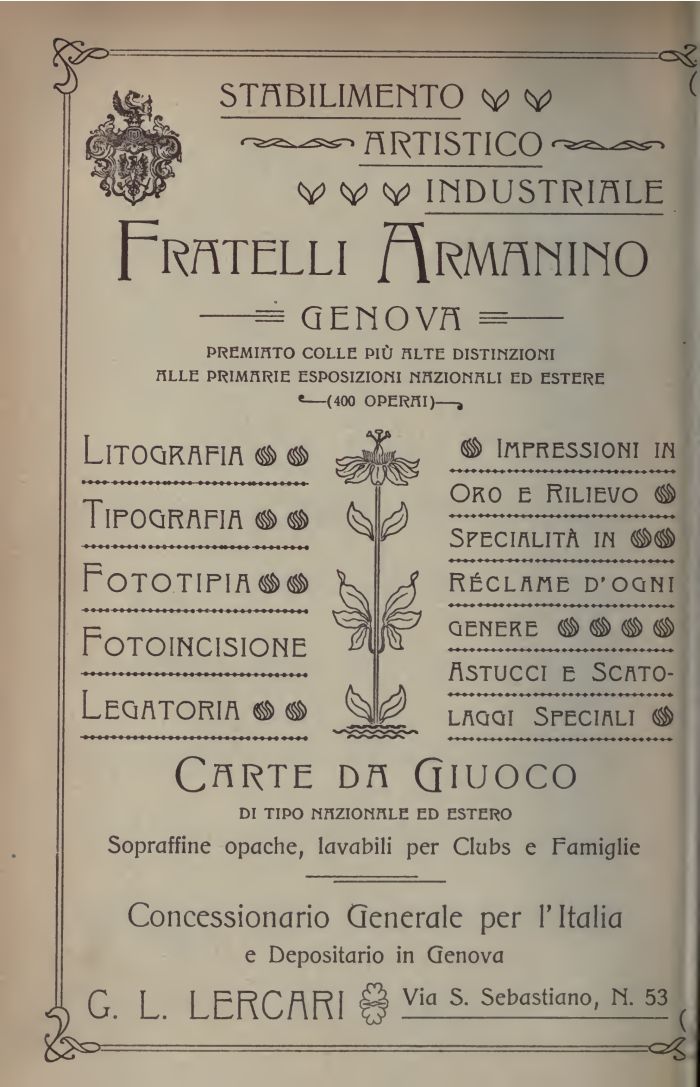 STABILIMENTO
ARTISTICO
INDUSTRIALE
FRATELLI ARMANINO
GENOVA
PREMIATO COLLE PIÙ ALTE DISTINZIONI
ALLE PRIMARIE ESPOSIZIONI NAZIONALI ED ESTERE
(400 OPERAI)
LITOGRAFIA
TIPOGRAFIA
FOTOTIPIA
FOTOINCISIONE
LEGATORIA
IMPRESSIONI IN
ORO E RILIEVO
SPECIALITÀ IN
RÉCLAME D'OGNI
GENERE
ASTUCCI E SCATO-
LAGGI SPECIALI
CARTE DA GIUOCO
DI TIPO NAZIONALE ED ESTERO
Sopraffine opache, lavabili per Clubs e Famiglie
Concessionario Generale per l'Italia
e Depositario in Genova
G. L. LERCARI Via S. Sebastiano, N. 53